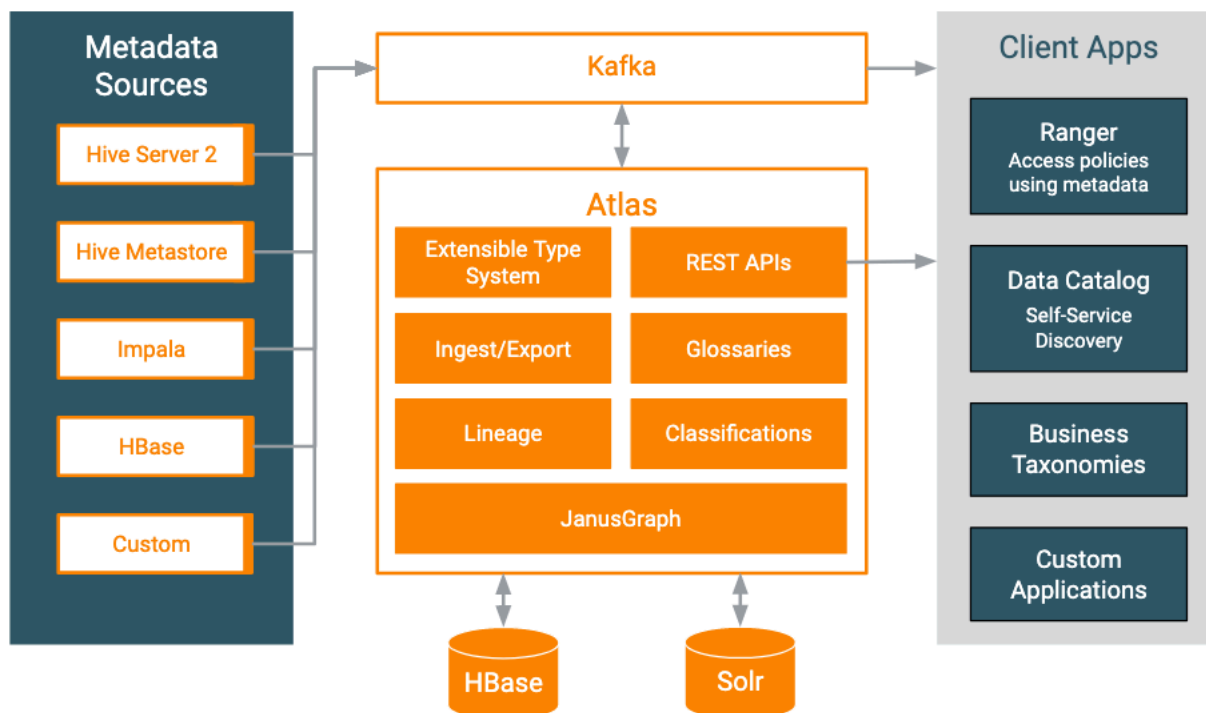 Metadata
Sources
Hive Server 2
Hive Metastore
Impala
HBase
Custom
Kafka
Atlas
Extensible Type
System
REST APIs
Ingest/Export
Glossaries
Lineage
Classifications
JanusGraph
HBase
Solr
Client Apps
Ranger
Access policies
using metadata
Data Catalog
Self-Service
Discovery
Business
Taxonomies
Custom
Applications